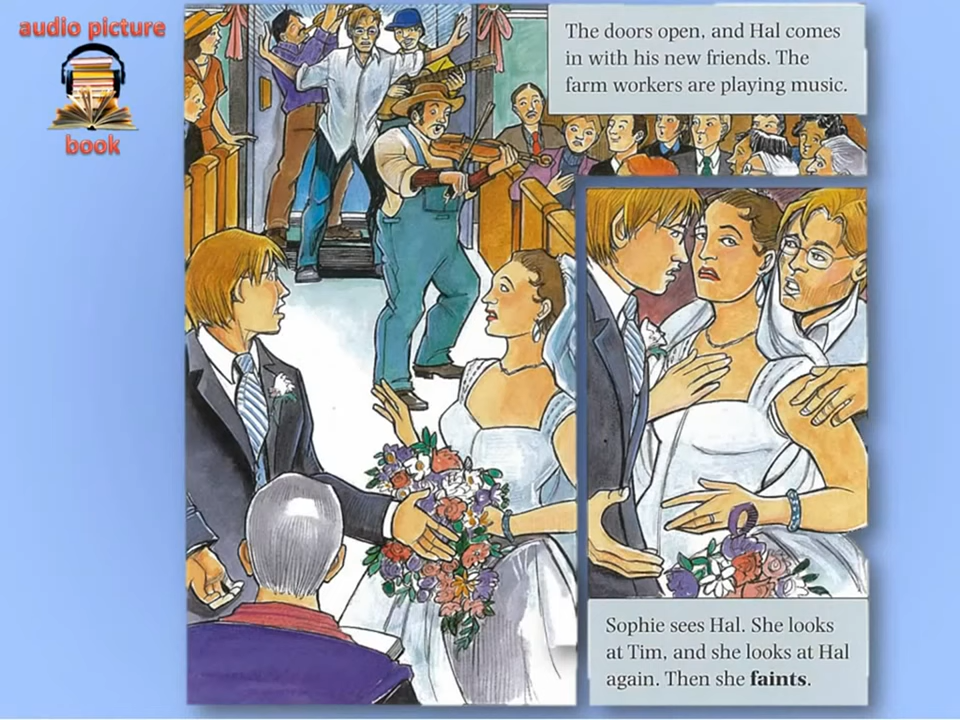 audio picture
book
The doors open, and Hal comes
in with his new friends. The
farm workers are playing music.
Sophie sees Hal. She looks
at Tim, and she looks at Hal
again. Then she faints.